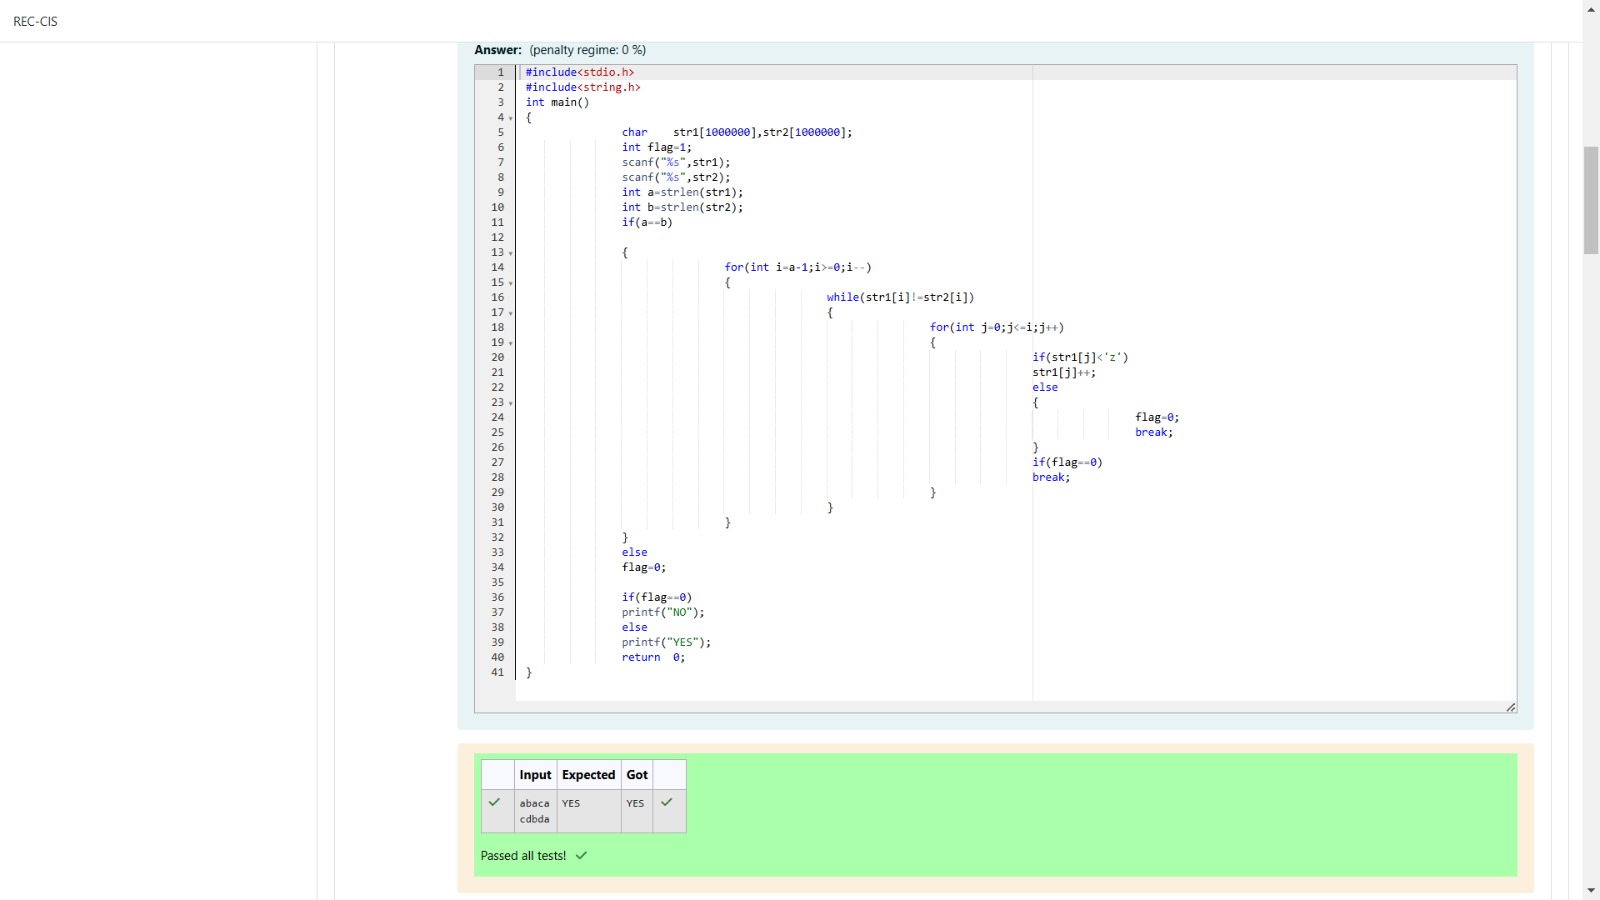 REC-CIS
Answer: (penalty regime: 0 %)
1 #include<stdio.h>
2 #include<string.h>
3 int main()
4 {
5 char    str1[1000000],str2[1000000];
6 int flag=1;
7 scanf("%s",str1);
8 scanf("%s",str2);
9 int a=strlen(str1);
10 int b=strlen(str2);
11 if(a==b)
12
13 {
14 for(int i=a-1;i>=0;i--)
15 {
16 while(str1[i]!=str2[i])
17 {
18 for(int j=0;j<=i;j++)
19 {
20 if(str1[j]<'z')
21 str1[j]++;
22 else
23 {
24 flag=0;
25 break;
26 }
27 if(flag==0)
28 break;
29 }
30 }
31 }
32 }
33 else
34 flag=0;
35
36 if(flag==0)
37 printf("NO");
38 else
39 printf("YES");
40 return  0;
41 }
Input Expected Got
abaca YES YES
cdbda
Passed all tests!